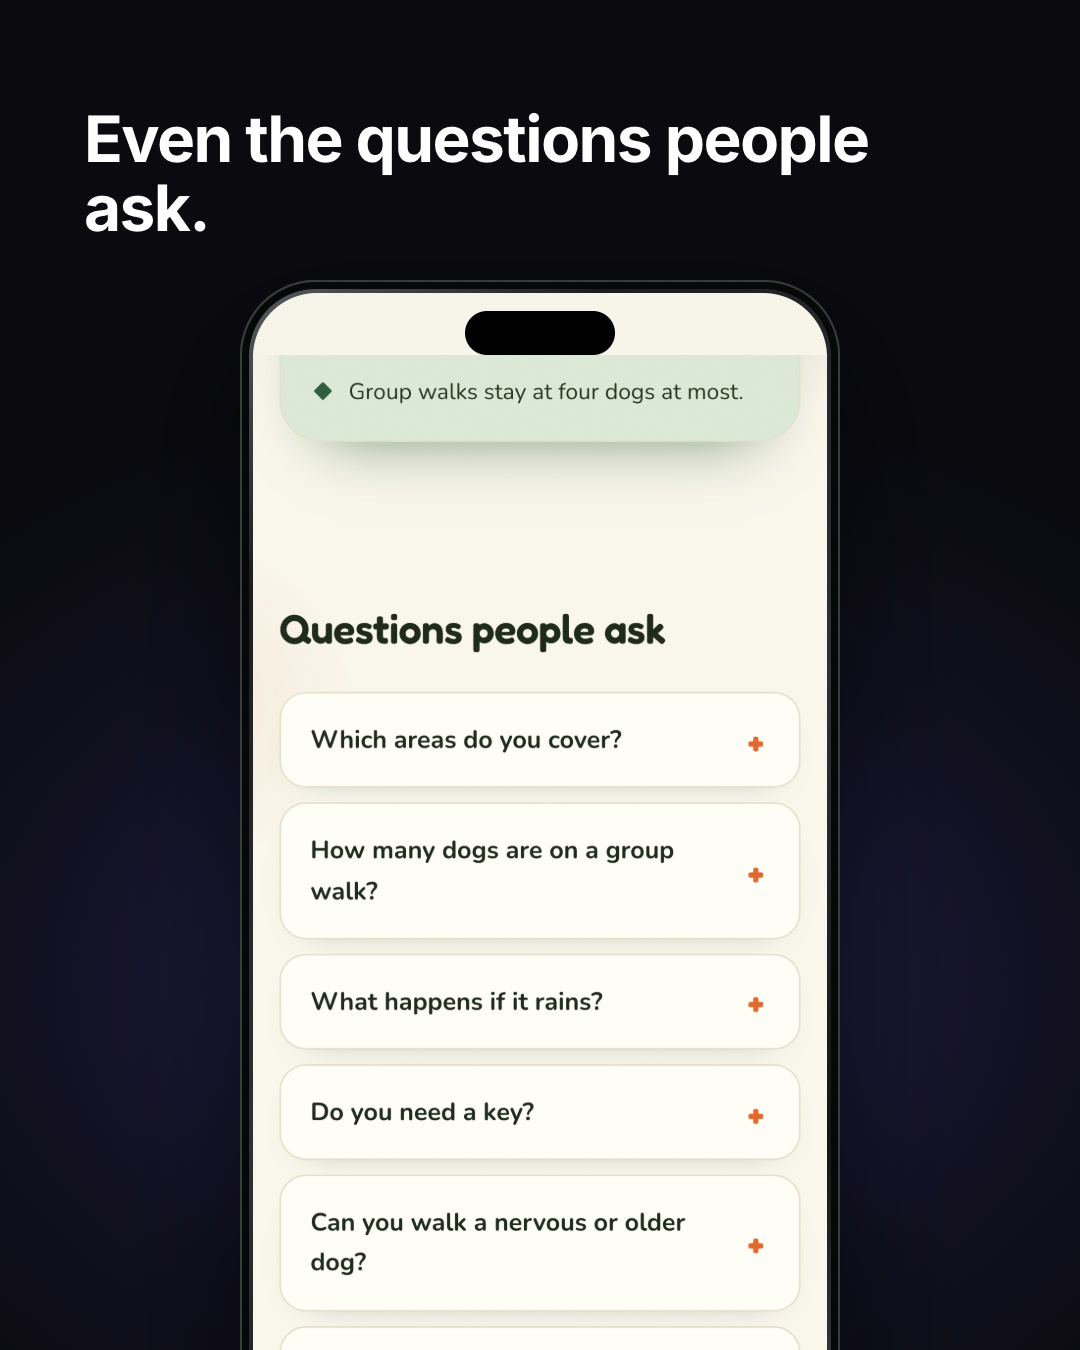 Even the questions people
ask.
Group walks stay at four dogs at most.
Questions people ask
Which areas do you cover?
How many dogs are on a group
walk?
What happens if it rains?
Do you need a key?
Can you walk a nervous or older
dog?